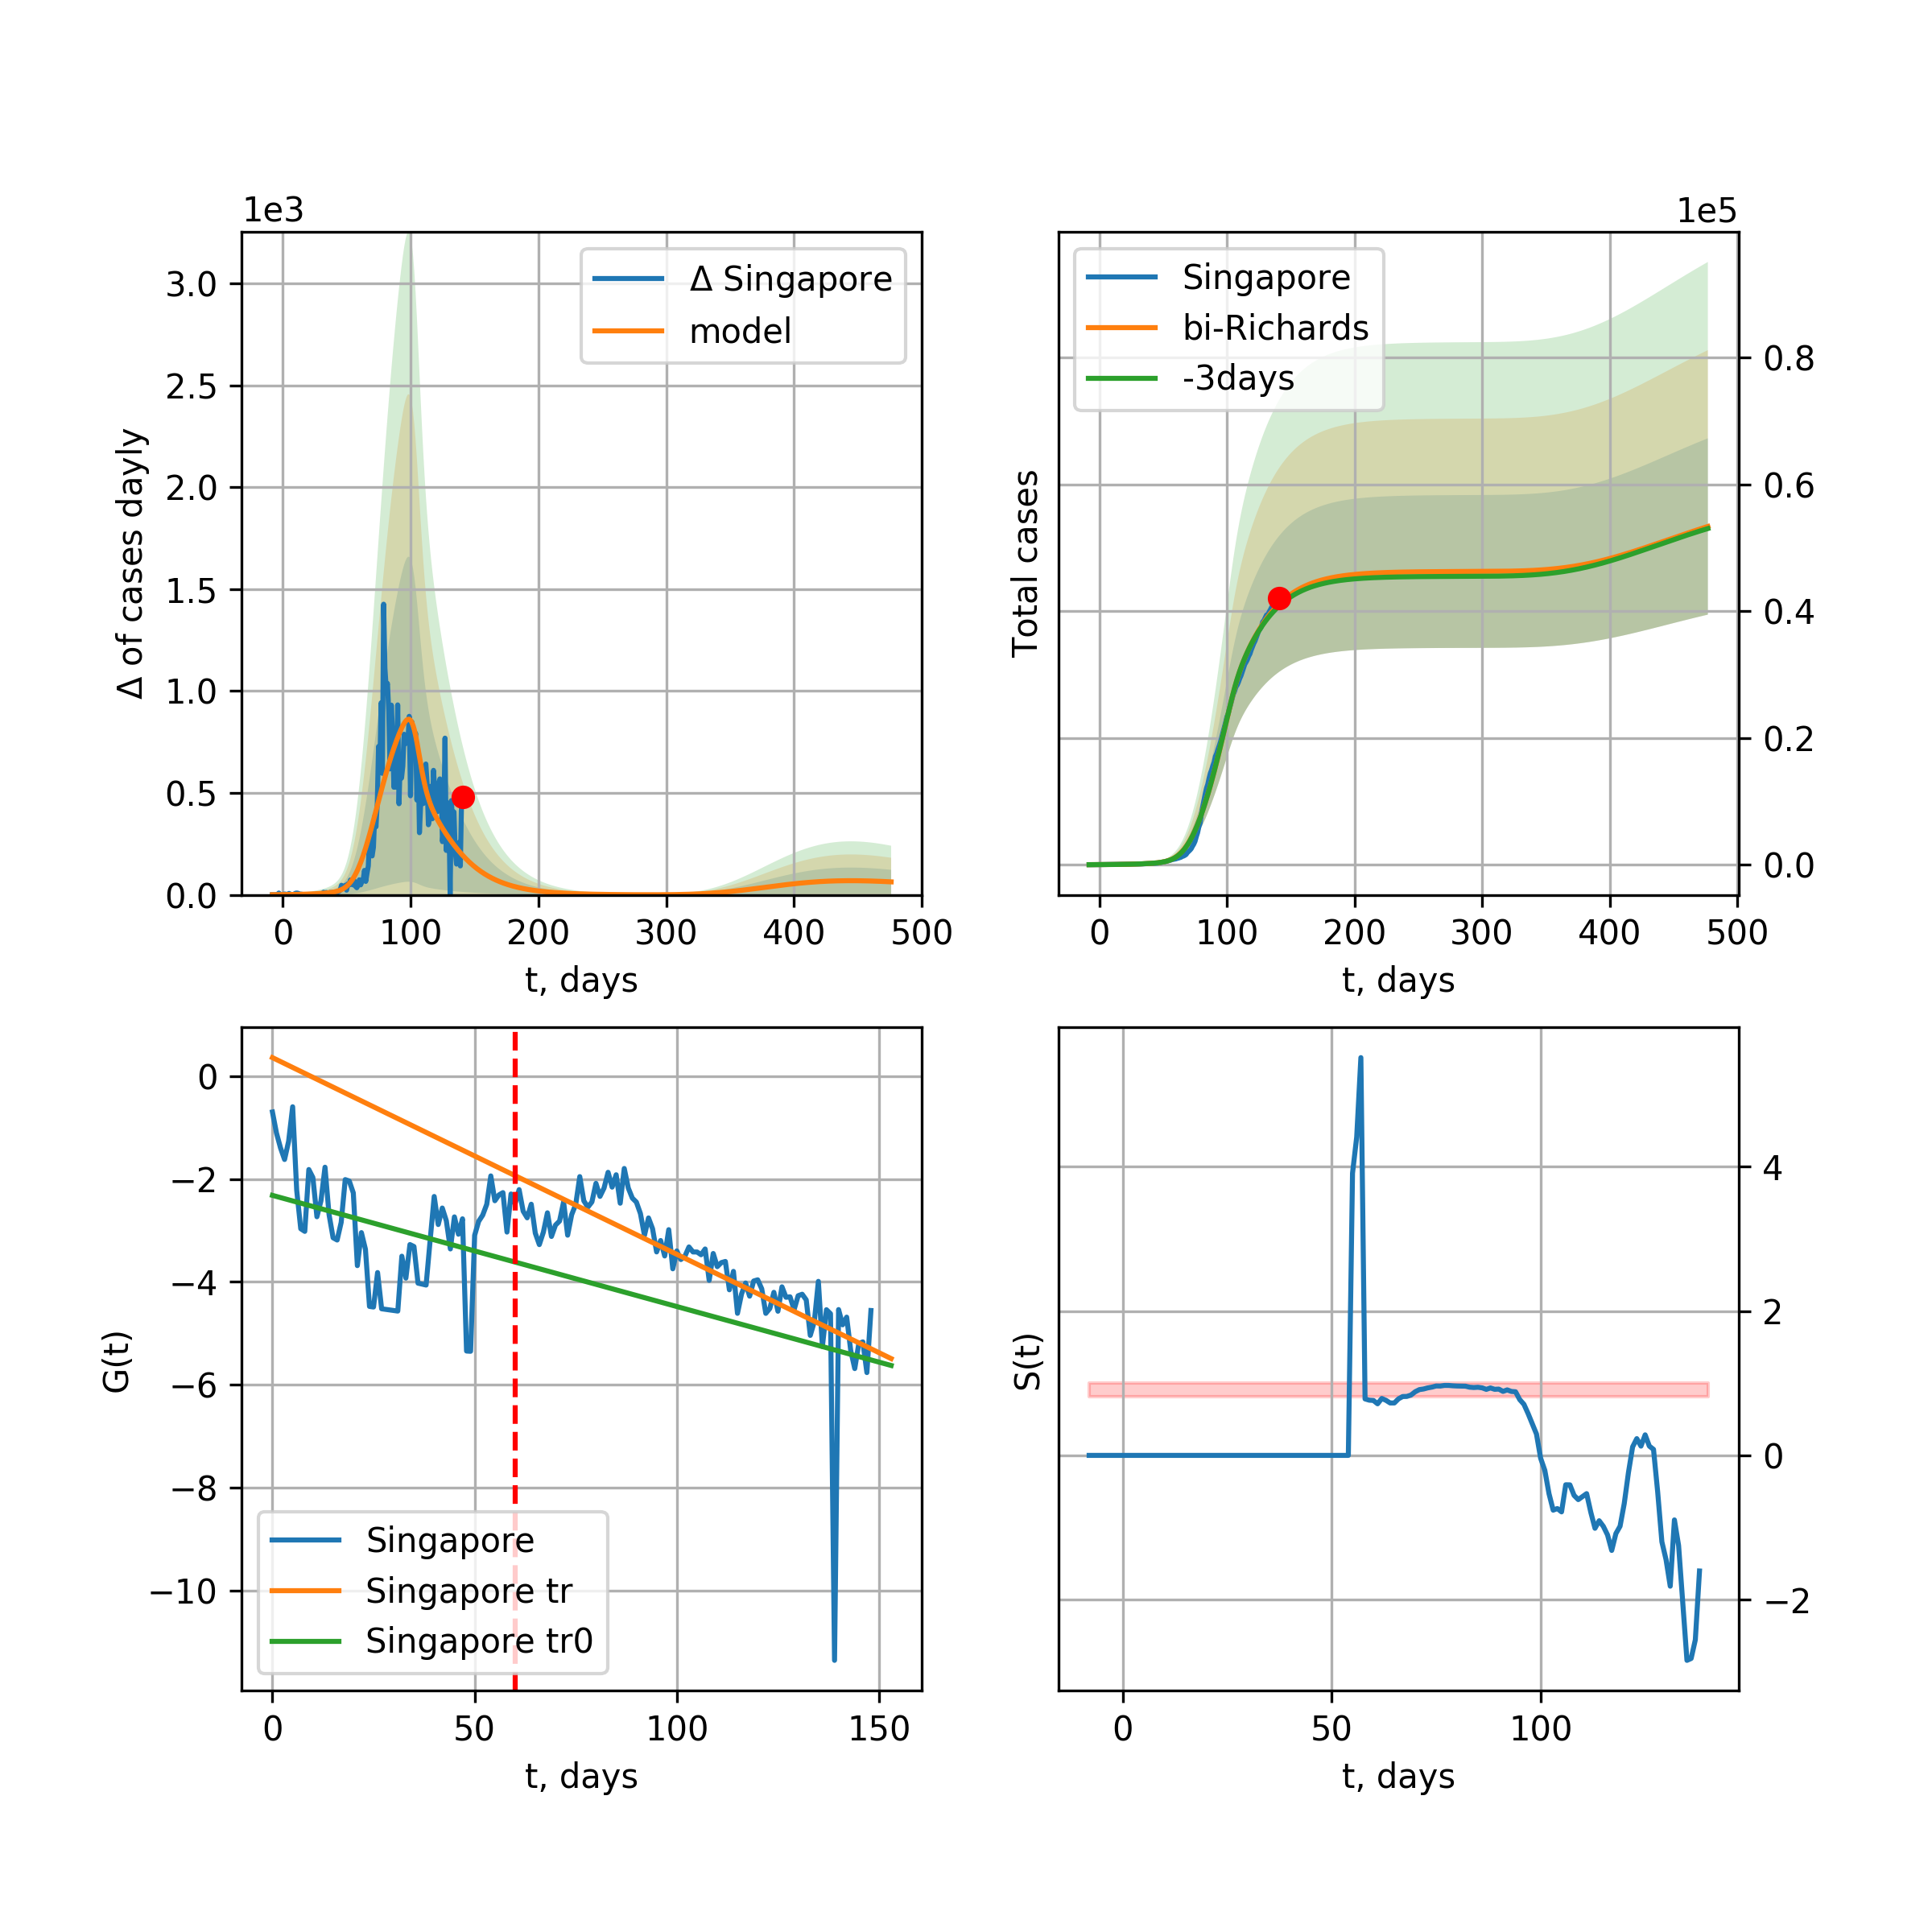 1e3
Δ of cases dayly
3.0
2.5
2.0
1.5
1.0
0.5
0.0
Δ Singapore
model
0 100 200 300 400 500
t, days
1e5
Total cases
Singapore
bi-Richards
-3days
0.8
0.6
0.4
0.2
0.0
0 100 200 300 400 500
t, days
G(t)
0
−2
−4
−6
−8
−10
Singapore
Singapore tr
Singapore tr0
0 50 100 150
t, days
S(t)
4
2
0
−2
0 50 100
t, days